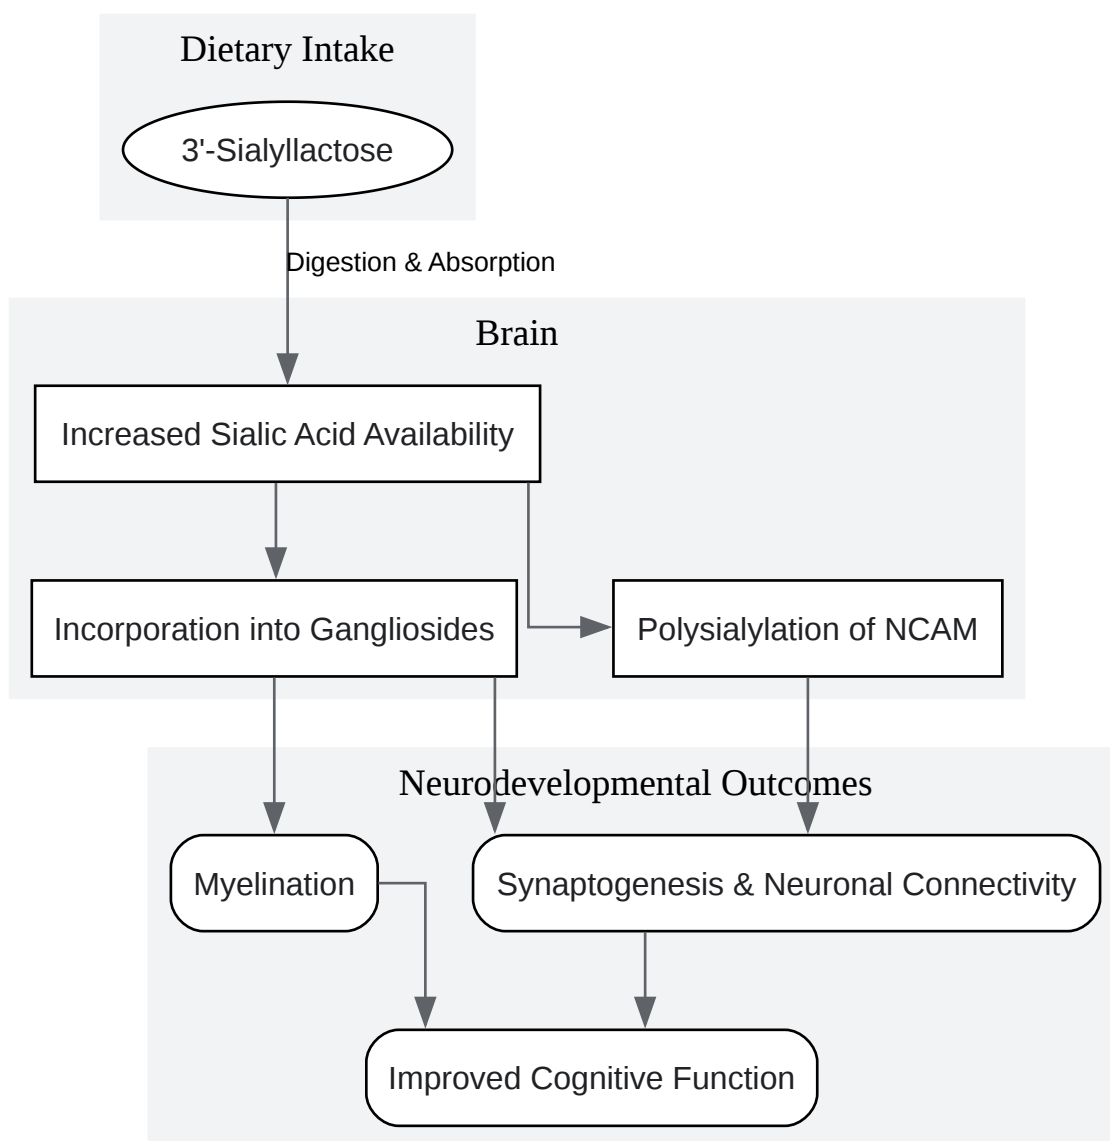 Dietary Intake
3'-Sialyllactose
Digestion & Absorption
Brain
Increased Sialic Acid Availability
Incorporation into Gangliosides
Polysialylation of NCAM
Neurodevelopmental Outcomes
Myelination
Synaptogenesis & Neuronal Connectivity
Improved Cognitive Function